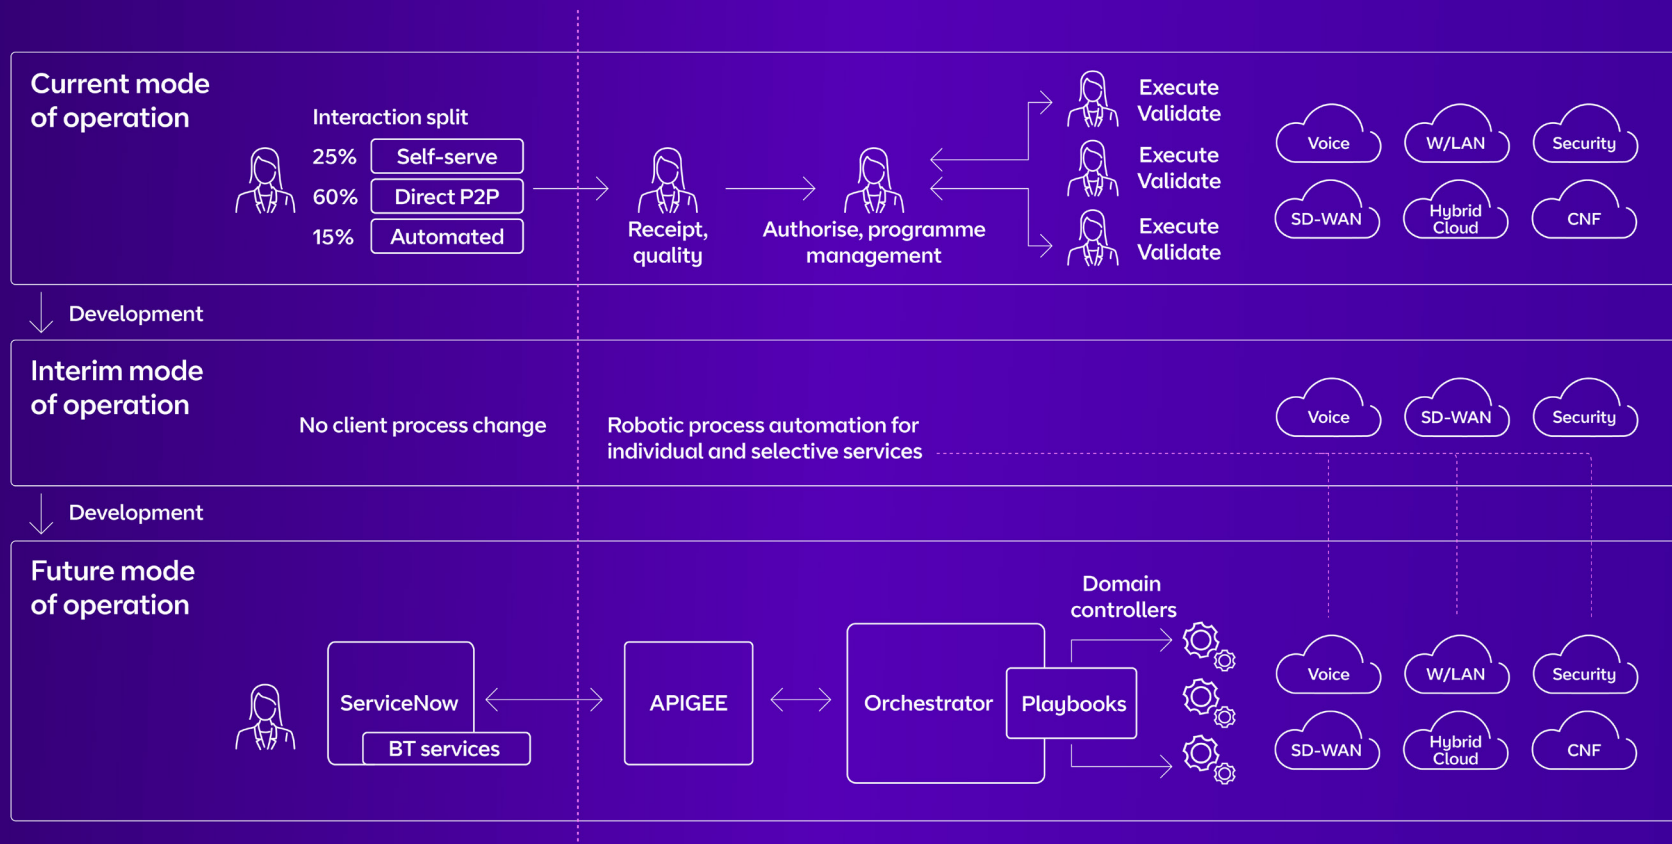 Current mode
of operation
Interaction split
25% Self-serve
60% Direct P2P
15% Automated
Receipt,
quality
Authorise, programme
management
Execute
Validate
Execute
Validate
Execute
Validate
Voice
W/LAN
Security
SD-WAN
Hybrid
Cloud
CNF
Development
Interim mode
of operation
No client process change
Robotic process automation for
individual and selective services
Voice
SD-WAN
Security
Development
Future mode
of operation
ServiceNow
BT services
APIGEE
Orchestrator
Playbooks
Domain
controllers
Voice
W/LAN
Security
SD-WAN
Hybrid
Cloud
CNF